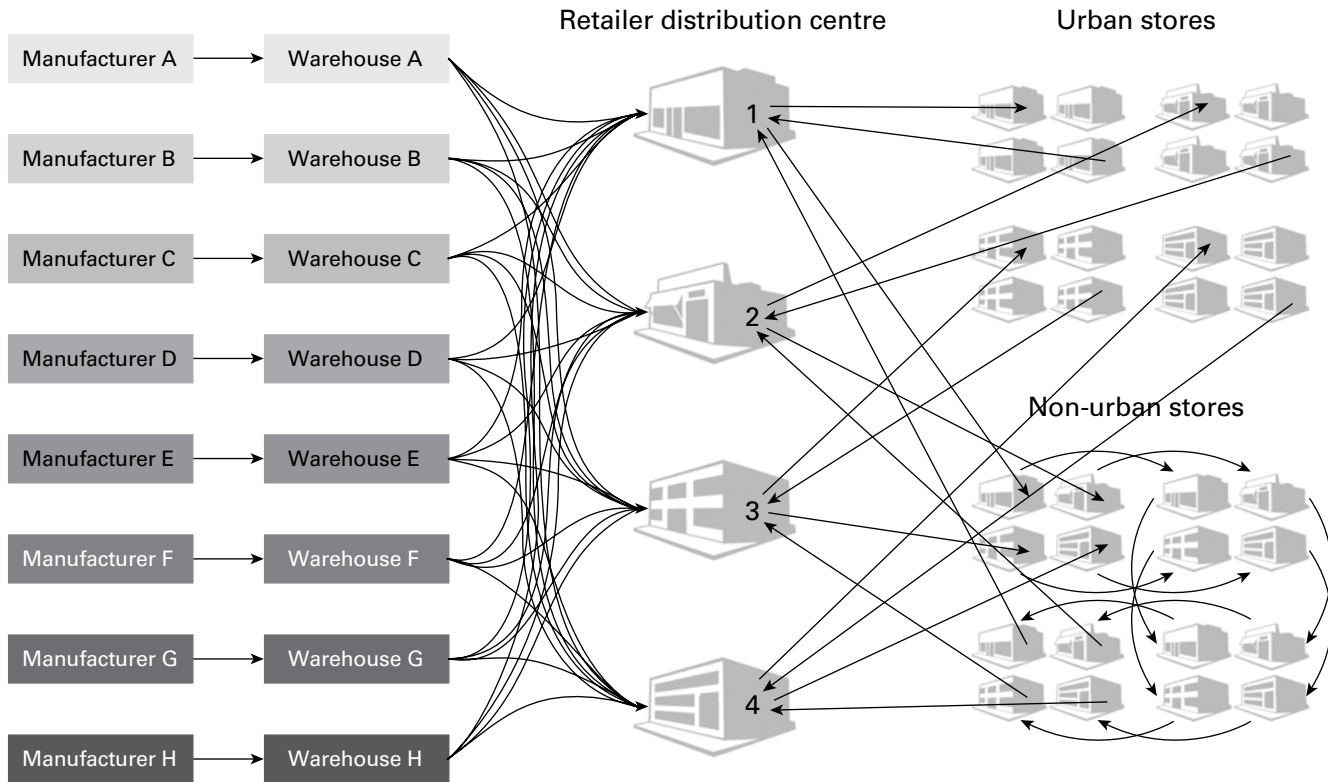 Retailer distribution centre
Urban stores
Manufacturer A
Warehouse A
1
Manufacturer B
Warehouse B
Manufacturer C
Warehouse C
2
Manufacturer D
Warehouse D
Non-urban stores
Manufacturer E
Warehouse E
3
Manufacturer F
Warehouse F
Manufacturer G
Warehouse G
4
Manufacturer H
Warehouse H